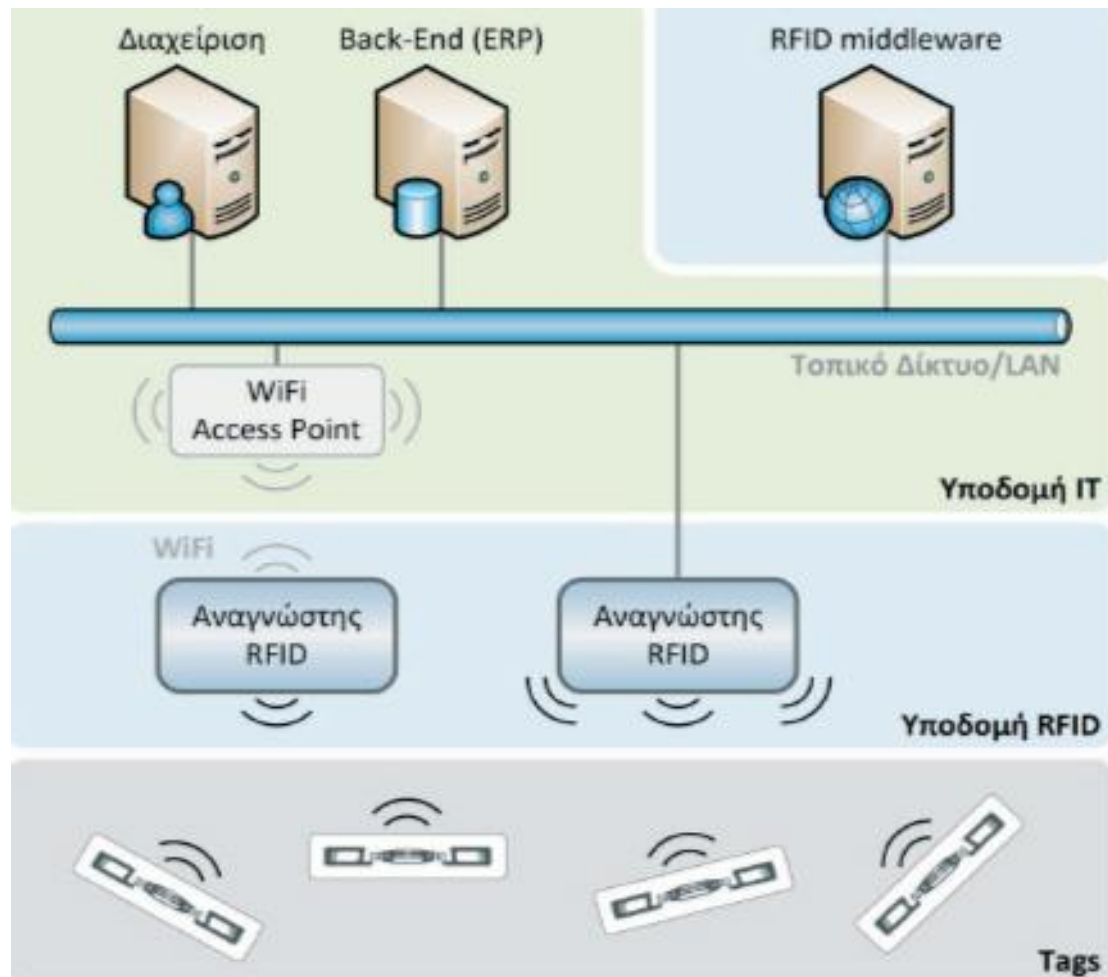 Διαχείριση
Back-End (ERP)
RFID middleware
Τοπικό Δίκτυο/LAN
WiFi
Access Point
Υποδομή IT
WiFi
Αναγνώστης
RFID
Αναγνώστης
RFID
Υποδομή RFID
Tags